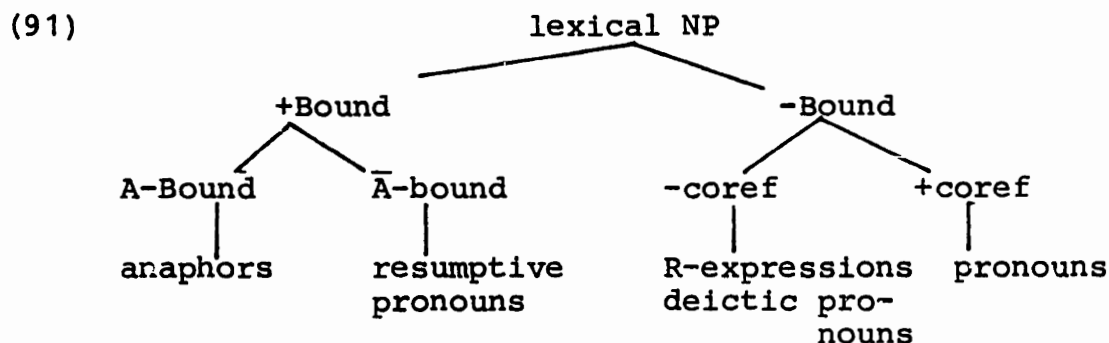 (91) lexical NP
+Bound -Bound
A-Bound Ā-bound -coref +coref
anaphors resumptive R-expressions pronouns
pronouns deictic pro-
nouns